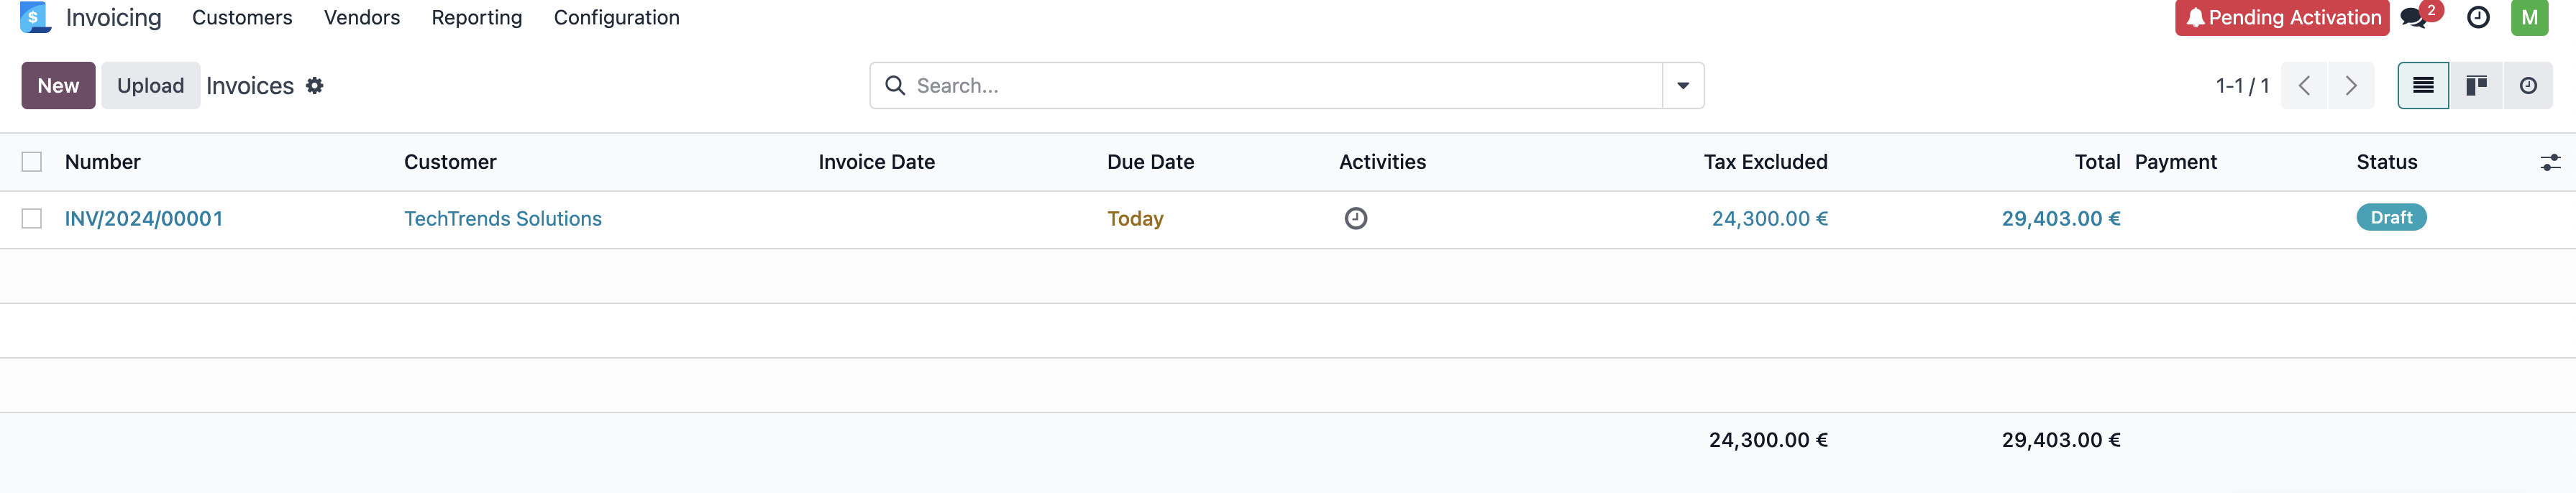 Invoicing Customers Vendors Reporting Configuration Pending Activation 2 M
New Upload Invoices Search... 1-1 / 1
Number Customer Invoice Date Due Date Activities Tax Excluded Total Payment Status
INV/2024/00001 TechTrends Solutions Today 24,300.00 € 29,403.00 € Draft
24,300.00 € 29,403.00 €